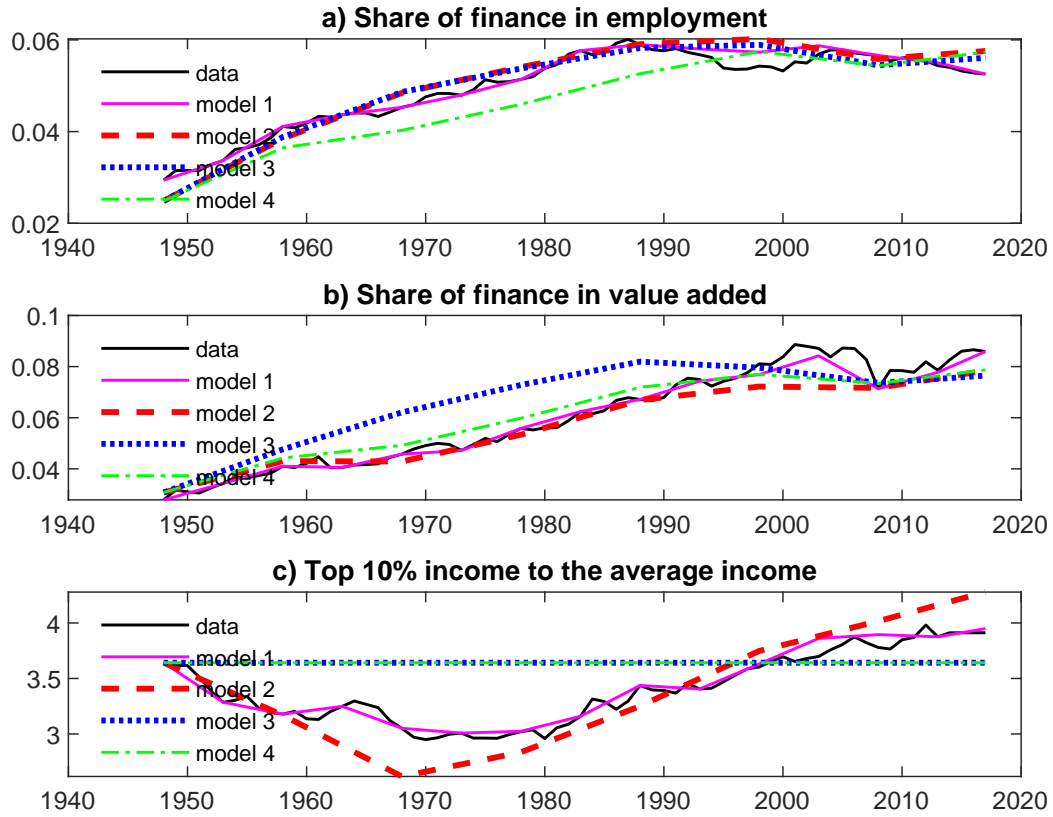 a) Share of finance in employment
0.06
0.04
0.02
data
model 1
model 2
model 3
model 4
1940 1950 1960 1970 1980 1990 2000 2010 2020
b) Share of finance in value added
0.1
0.08
0.06
0.04
data
model 1
model 2
model 3
model 4
1940 1950 1960 1970 1980 1990 2000 2010 2020
c) Top 10% income to the average income
4
3.5
3
data
model 1
model 2
model 3
model 4
1940 1950 1960 1970 1980 1990 2000 2010 2020